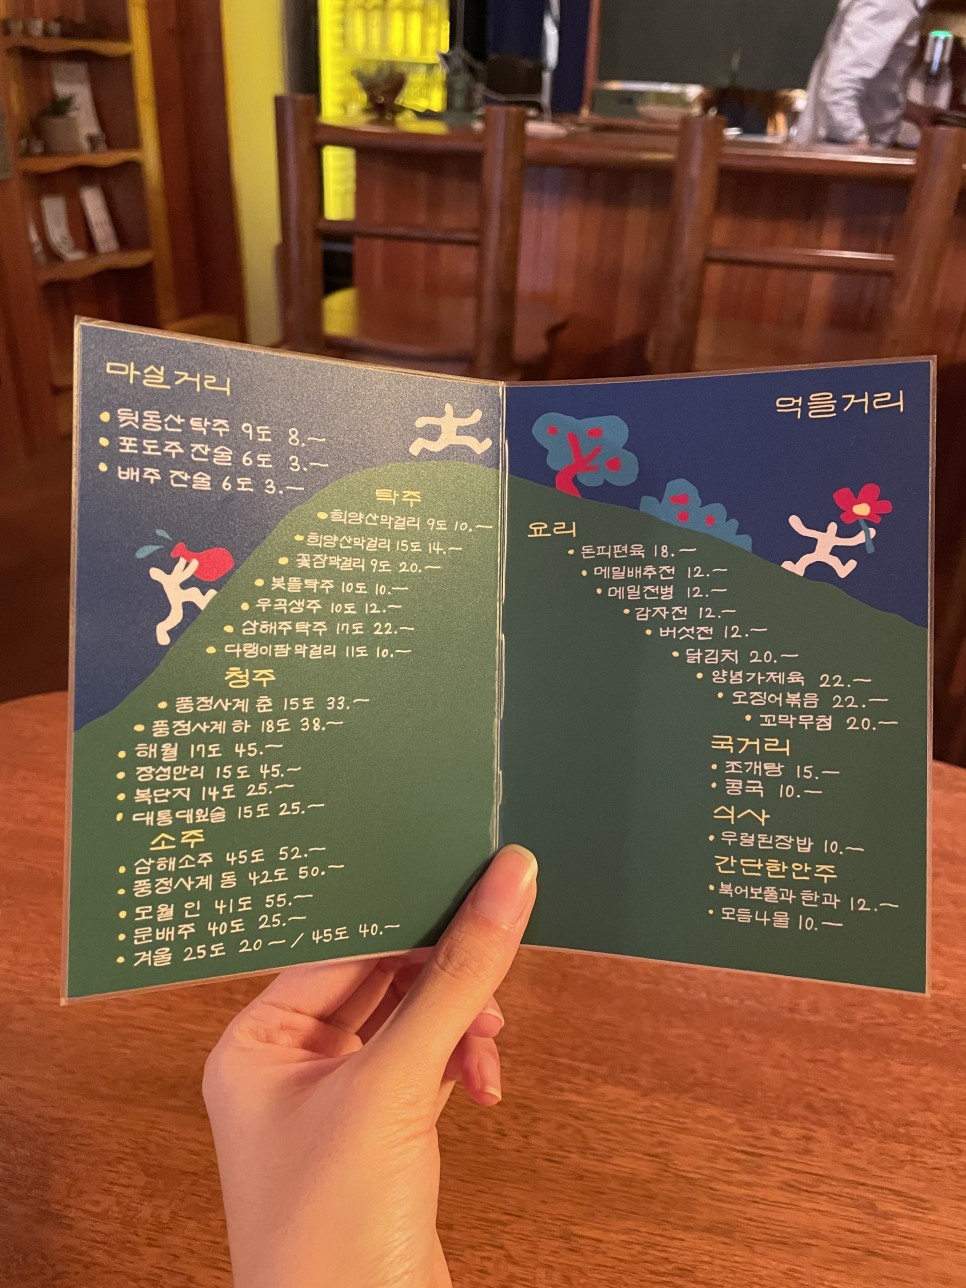 마실거리
뒷동산 탁주 9도 8.—
포도주 잔술 6도 3.—
배주 잔술 6도 3.—
탁주
희양산막걸리 9도 10.—
희양산막걸리 15도 14.—
꽃잠막걸리 9도 20.—
붓뜰탁주 10도 10.—
우곡생주 10도 12.—
삼해주탁주 17도 22.—
다랭이팜 막걸리 11도 10.—
청주
풍정사계 춘 15도 33.—
풍정사계 하 18도 38.—
해월 17도 45.—
장성만리 15도 45.—
복단지 14도 25.—
대통대잎술 15도 25.—
소주
삼해소주 45도 52.—
풍정사계 동 42도 50.—
모월 인 41도 55.—
문배주 40도 25.—
겨울 25도 20 — / 45도 40.—
먹을거리
요리
돈피편육 18.—
메밀배추전 12.—
메밀전병 12.—
감자전 12.—
버섯전 12.—
닭김치 20.—
양념가제육 22.—
오징어볶음 22.—
꼬막무침 20.—
국거리
조개탕 15.—
콩국 10.—
식사
우렁된장밥 10.—
간단한안주
북어보풀과 한과 12.—
모듬나물 10.—